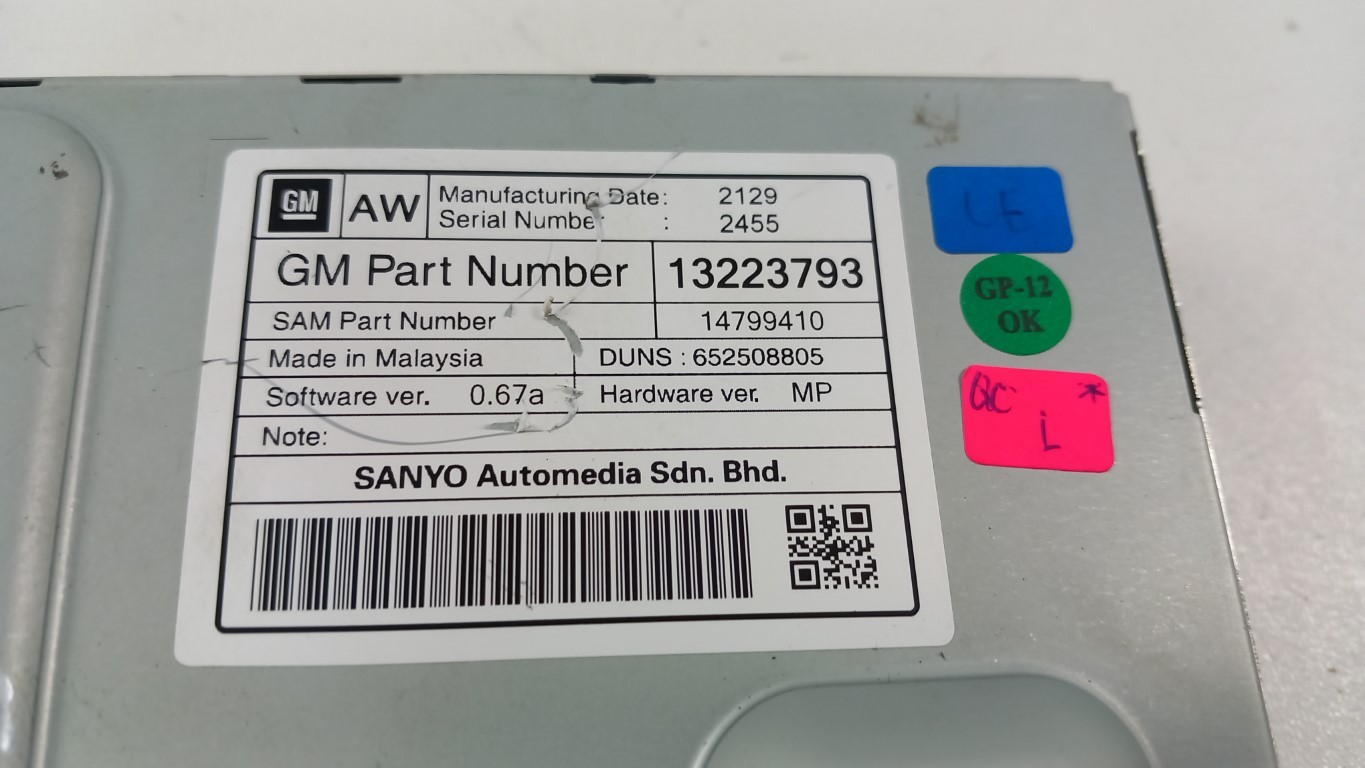 GM AW Manufacturing Date: 2129
Serial Number : 2455
GM Part Number 13223793
SAM Part Number 14799410
Made in Malaysia DUNS : 652508805
Software ver. 0.67a Hardware ver. MP
Note:
SANYO Automedia Sdn. Bhd.
GP-12
OK
QC *
i